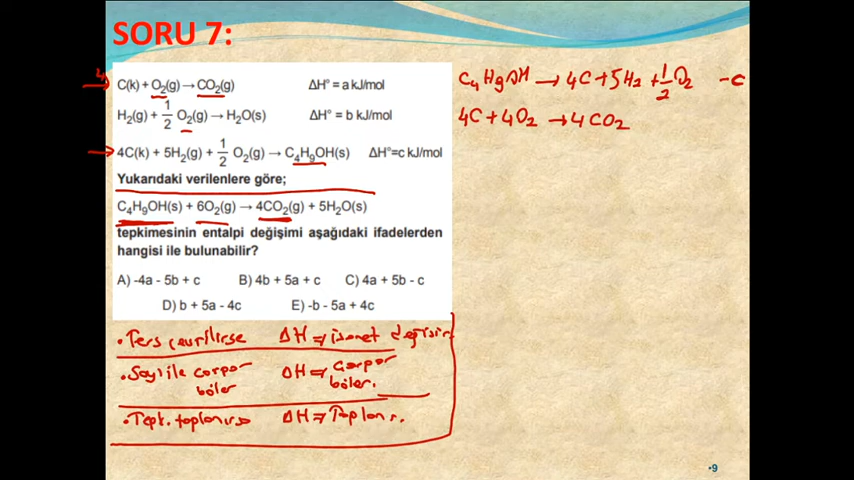 SORU 7:
4
C(k) + O₂(g) → CO₂(g) ΔH° = a kJ/mol
H₂(g) + 1/2 O₂(g) → H₂O(s) ΔH° = b kJ/mol
4C(k) + 5H₂(g) + 1/2 O₂(g) → C₄H₉OH(s) ΔH°=c kJ/mol
Yukarıdaki verilenlere göre;
C₄H₉OH(s) + 6O₂(g) → 4CO₂(g) + 5H₂O(s)
tepkimesinin entalpi değişimi aşağıdaki ifadelerden
hangisi ile bulunabilir?
A) -4a - 5b + c B) 4b + 5a + c C) 4a + 5b - c
D) b + 5a - 4c E) -b - 5a + 4c
• Ters çevrilirse ΔH ⇒ işaret değişir
• Sayı ile çarpar ΔH ⇒ çarpar
böler böler.
• Tepk. toplanırsa ΔH ⇒ Toplanır.
C₄H₉OH → 4C + 5H₂ + 1/2 O₂ -c
4C + 4O₂ → 4CO₂
•9